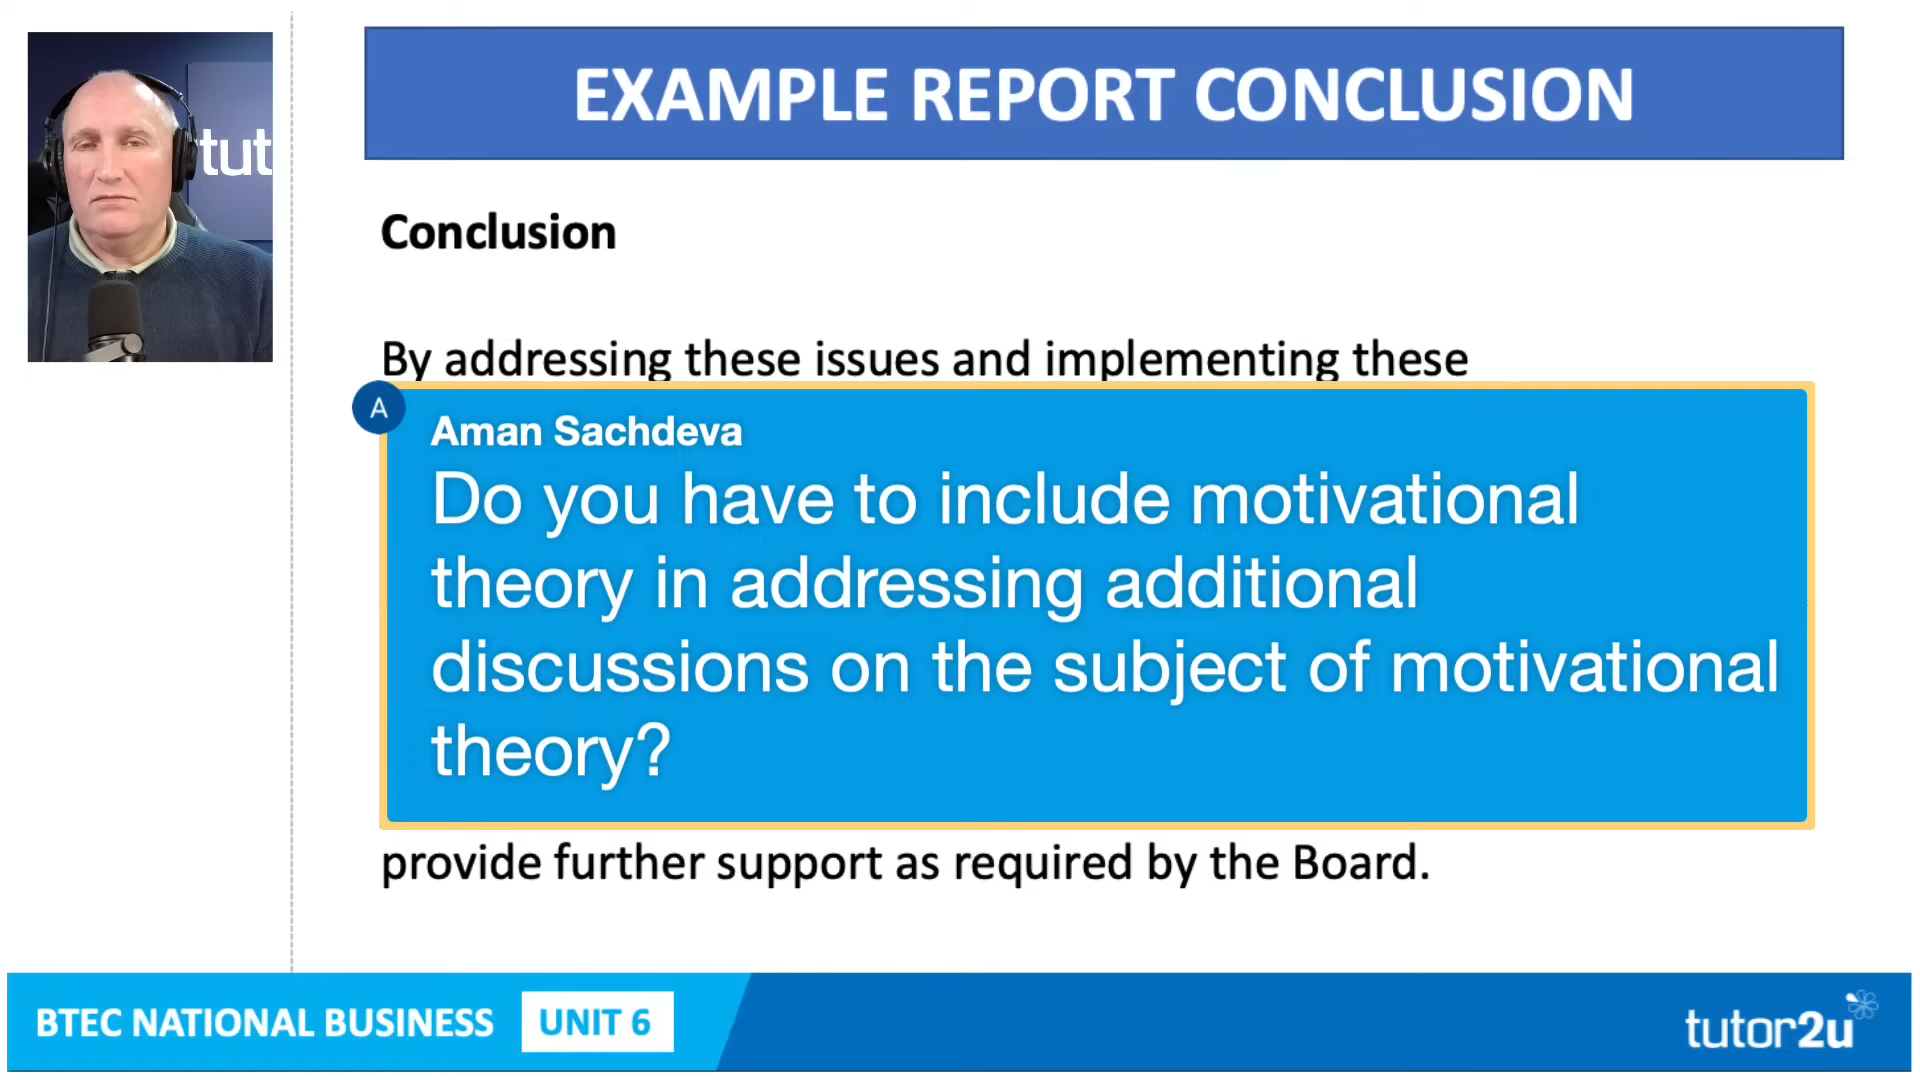 tut
EXAMPLE REPORT CONCLUSION
Conclusion
By addressing these issues and implementing these
A
Aman Sachdeva
Do you have to include motivational
theory in addressing additional
discussions on the subject of motivational
theory?
provide further support as required by the Board.
BTEC NATIONAL BUSINESS UNIT 6
tutor2u